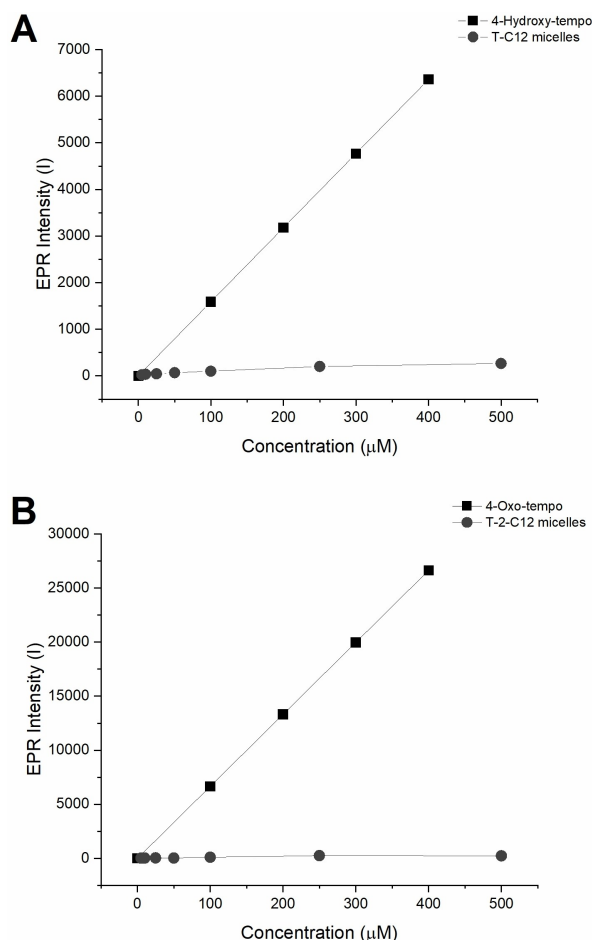 A
4-Hydroxy-tempo
T-C12 micelles
7000
6000
5000
4000
3000
2000
1000
0
EPR Intensity (I)
0 100 200 300 400 500
Concentration (μM)
B
4-Oxo-tempo
T-2-C12 micelles
30000
25000
20000
15000
10000
5000
0
EPR Intensity (I)
0 100 200 300 400 500
Concentration (μM)